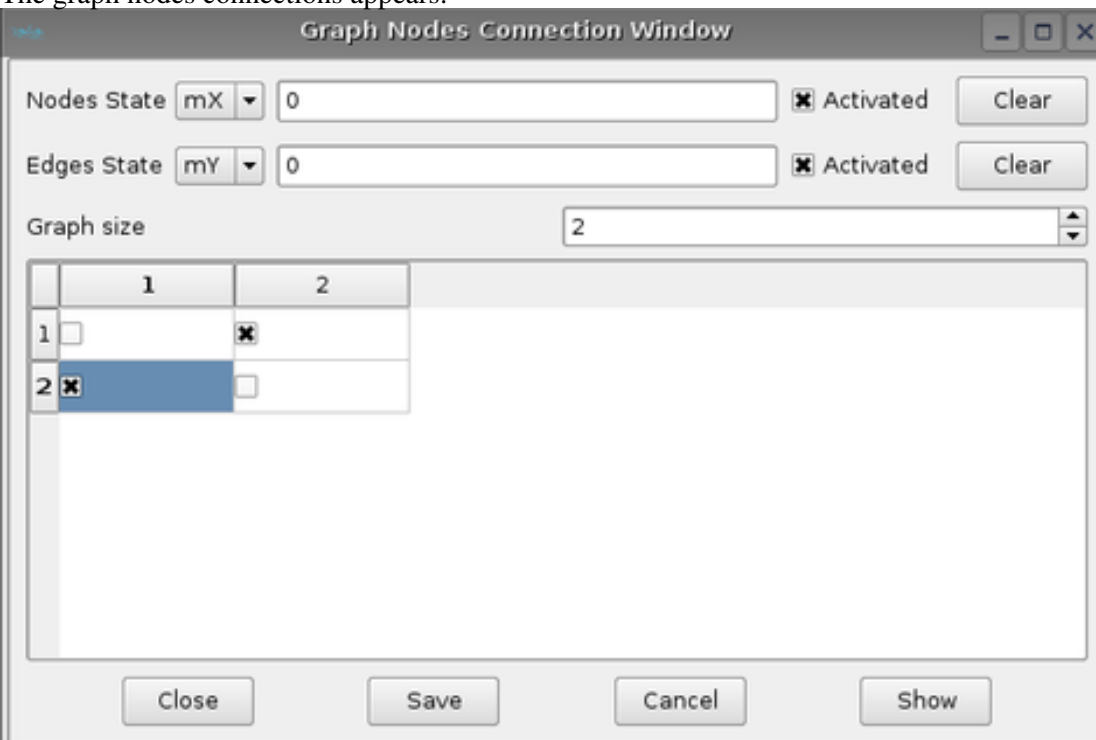 The graph nodes connections appears.
Graph Nodes Connection Window
Nodes State mX 0 Activated Clear
Edges State mY 0 Activated Clear
Graph size 2
1 2
1
2
Close Save Cancel Show